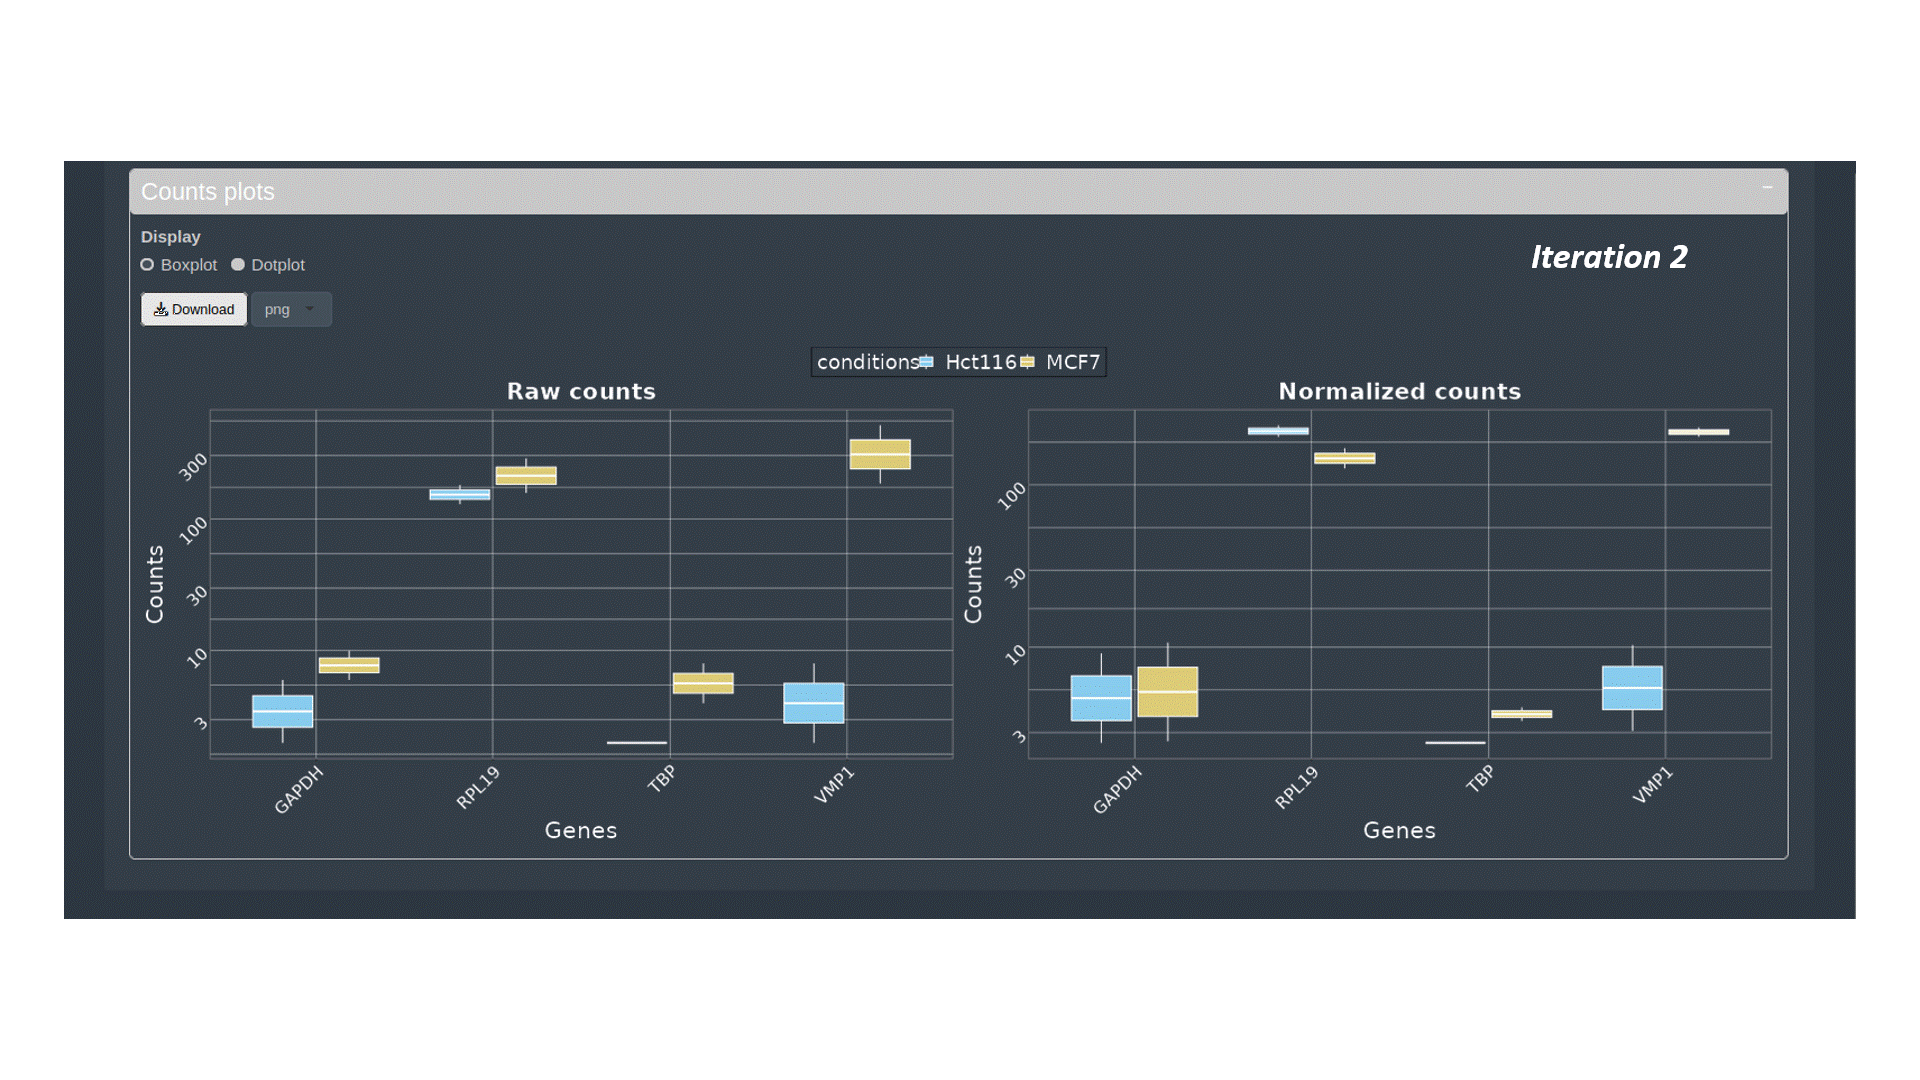 Counts plots
Display
Iteration 2
Boxplot Dotplot
Download png
conditions Hct116 MCF7
Raw counts
Normalized counts
Counts
300
100
30
10
3
GAPDH RPL19 TBP VMP1
Genes
Counts
100
30
10
3
GAPDH RPL19 TBP VMP1
Genes